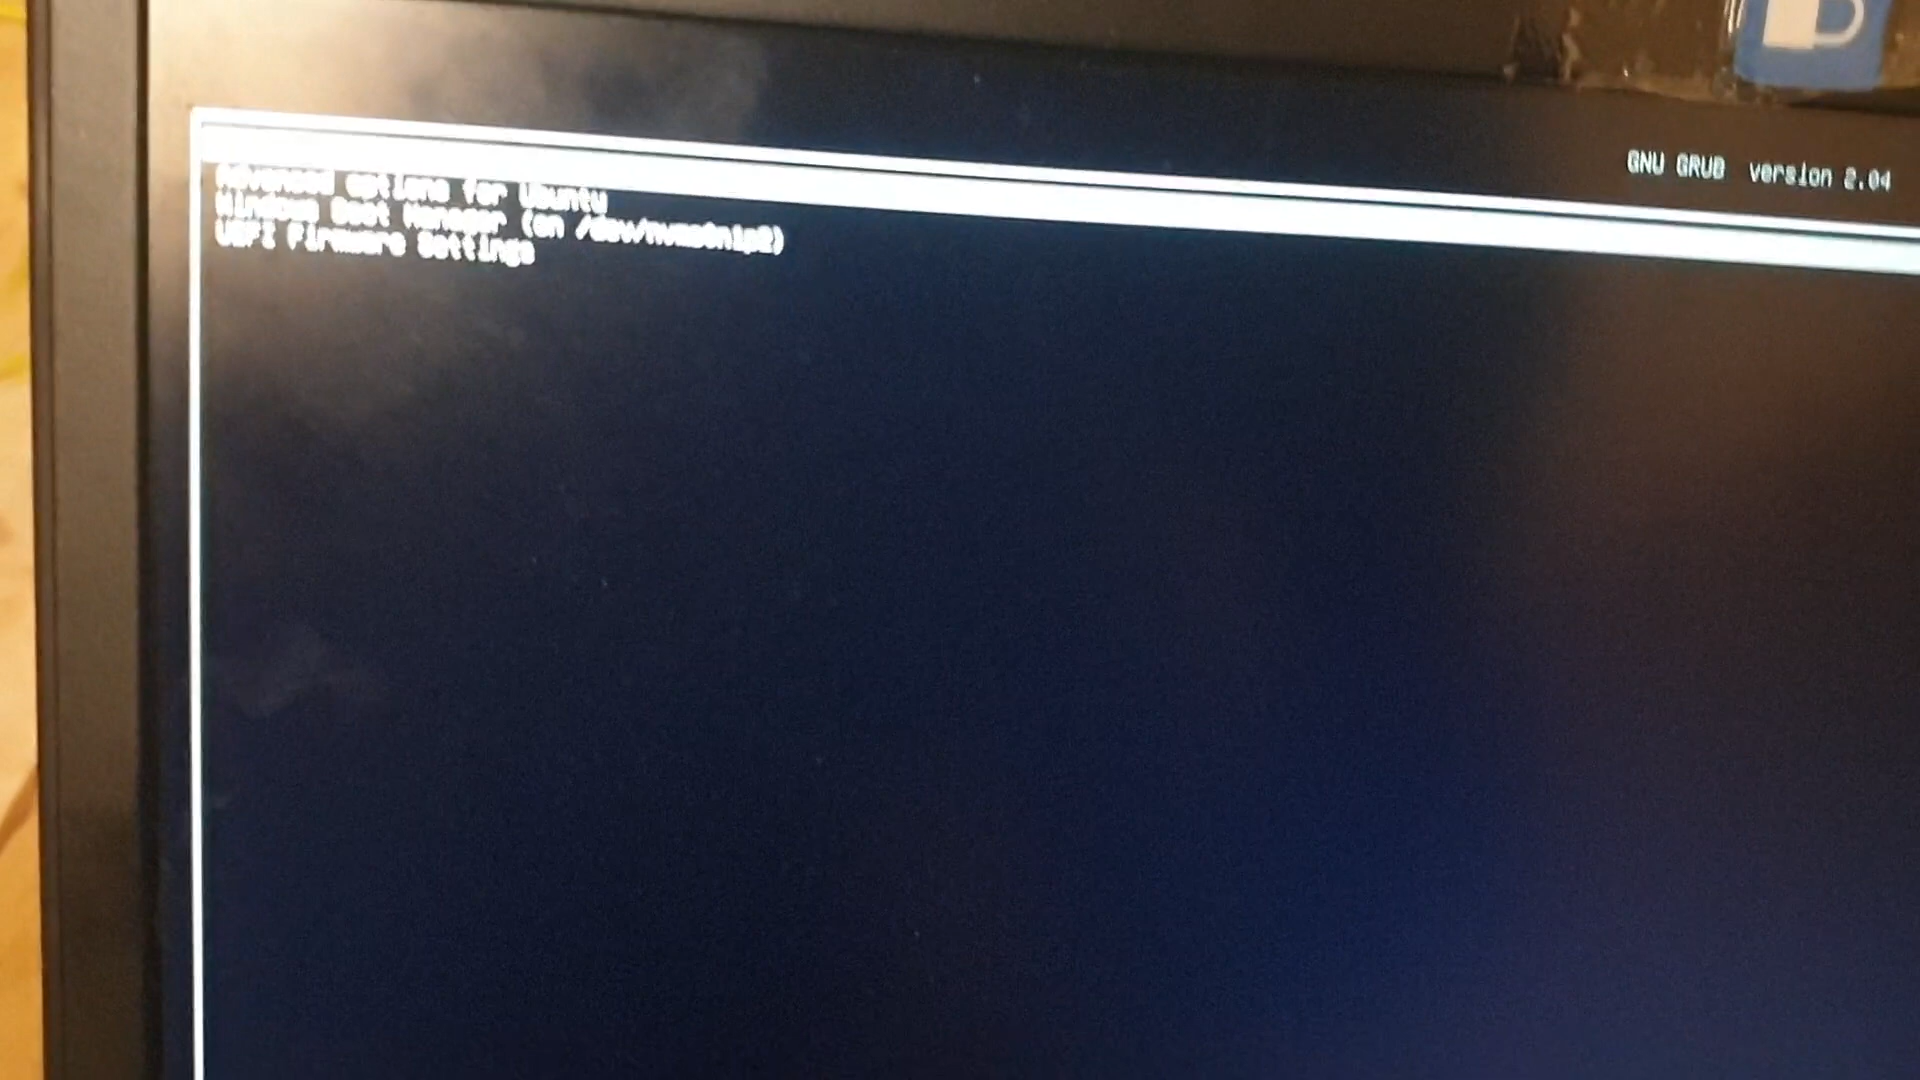 GNU GRUB version 2.04
Advanced options for Ubuntu
Windows Boot Manager (on /dev/nvme0n1p2)
UEFI Firmware Settings